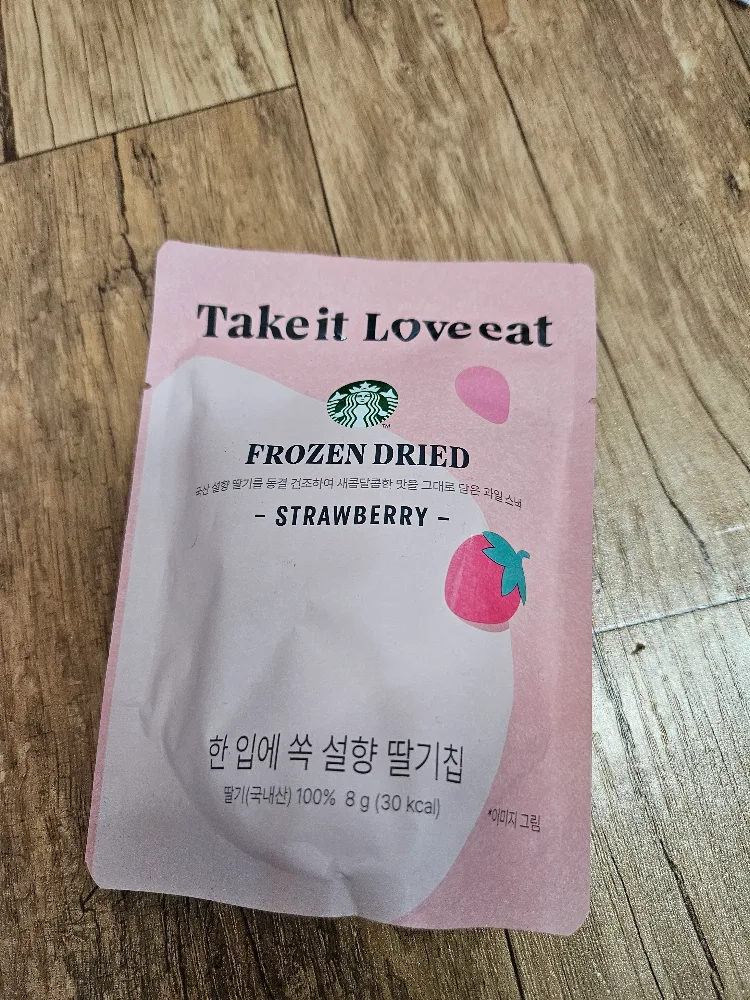 Take it Love eat
TM
FROZEN DRIED
국산 설향 딸기를 동결 건조하여 새콤달콤한 맛을 그대로 담은 과일 스낵
- STRAWBERRY -
한 입에 쏙 설향 딸기칩
딸기(국내산) 100% 8 g (30 kcal)
*이미지 그림